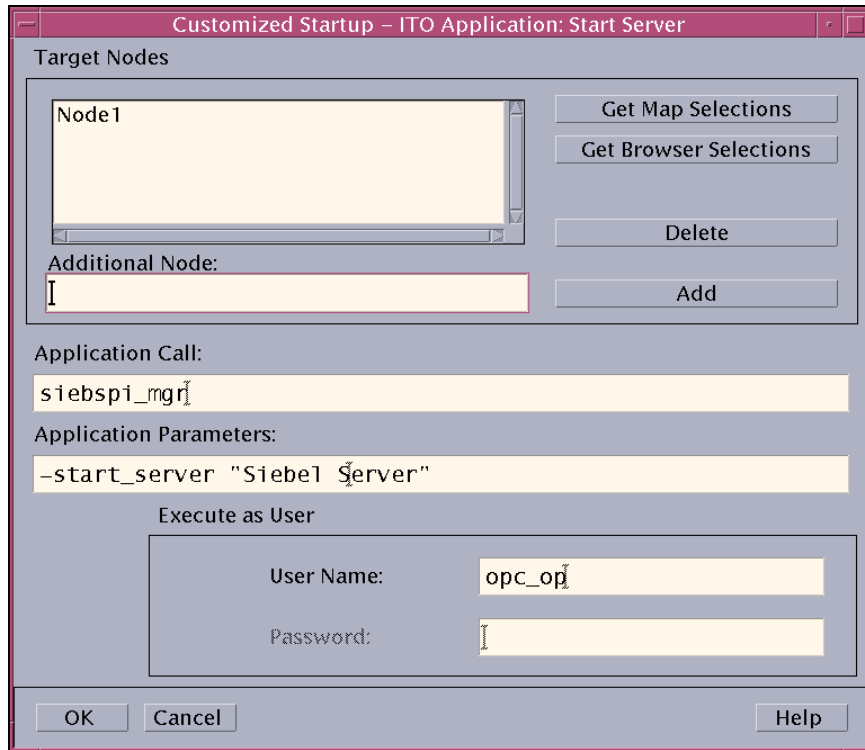 Customized Startup – ITO Application: Start Server
Target Nodes
Node1
Get Map Selections
Get Browser Selections
Delete
Additional Node:
Add
Application Call:
siebspi_mgr
Application Parameters:
–start_server "Siebel Server"
Execute as User
User Name:
opc_op
Password:
OK
Cancel
Help